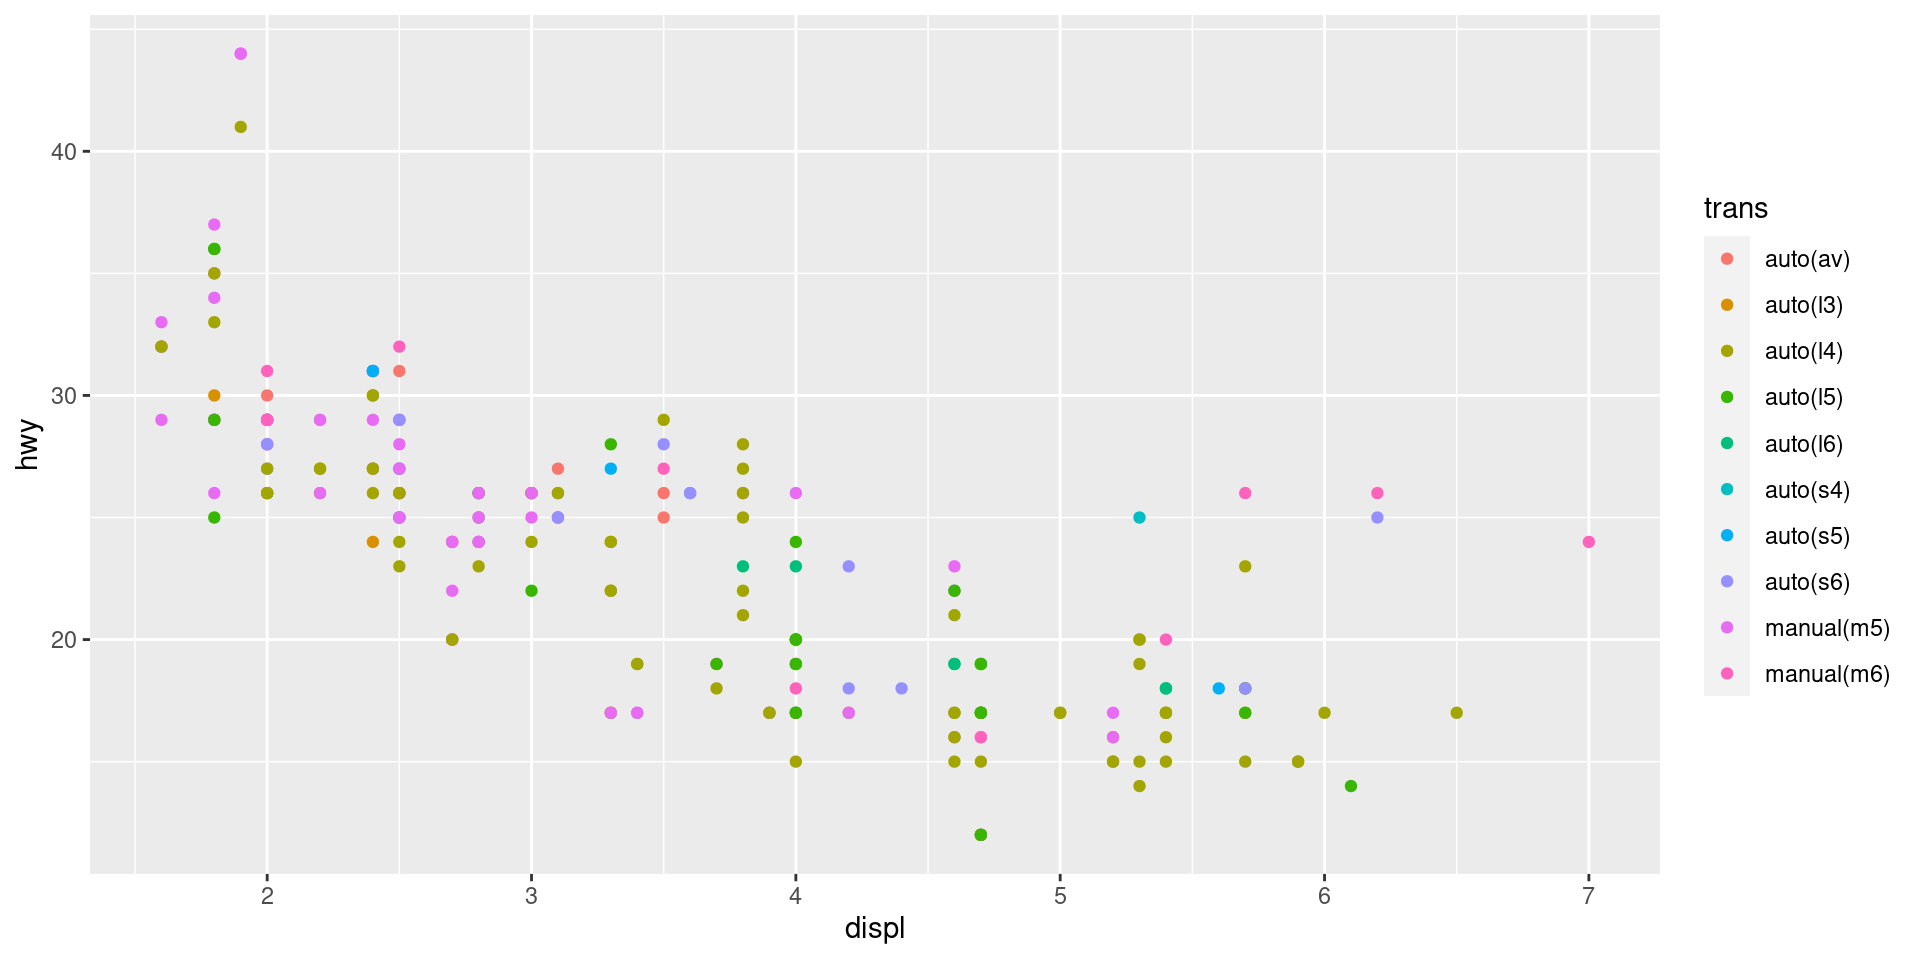 40
30
20
hwy
2
3
4
5
6
7
displ
trans
auto(av)
auto(l3)
auto(l4)
auto(l5)
auto(l6)
auto(s4)
auto(s5)
auto(s6)
manual(m5)
manual(m6)